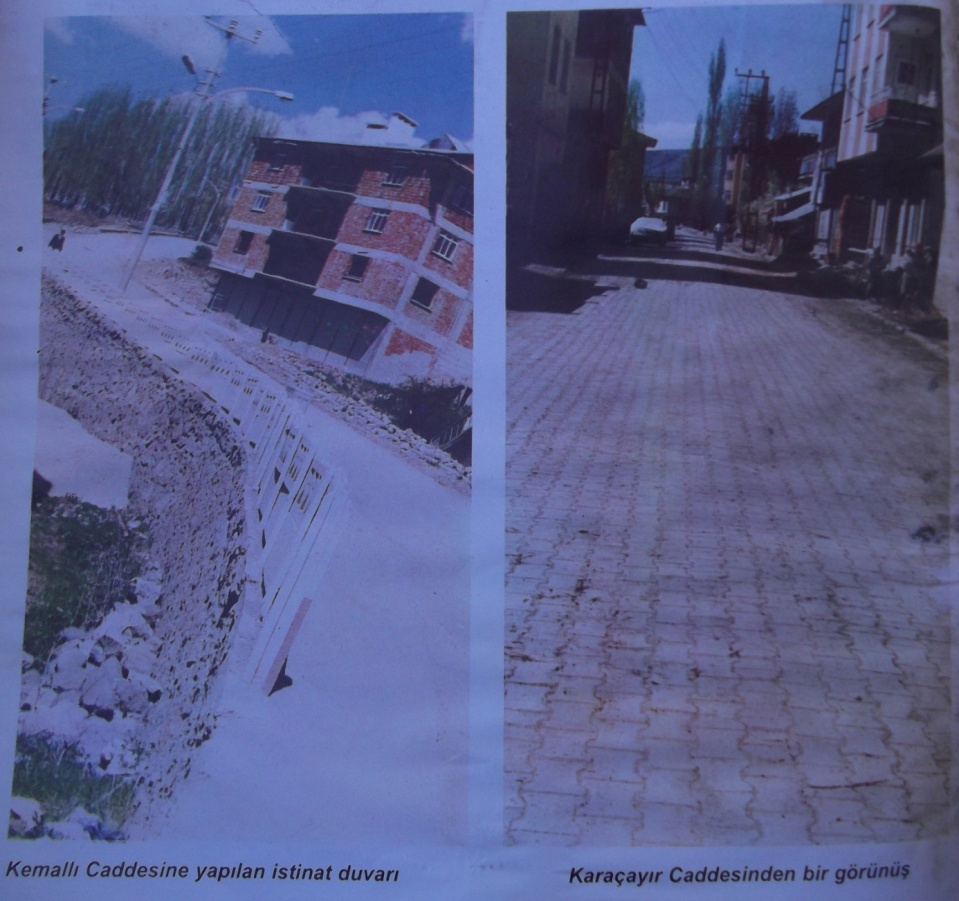 Kemallı Caddesine yapılan istinat duvarı
Karaçayır Caddesinden bir görünüş